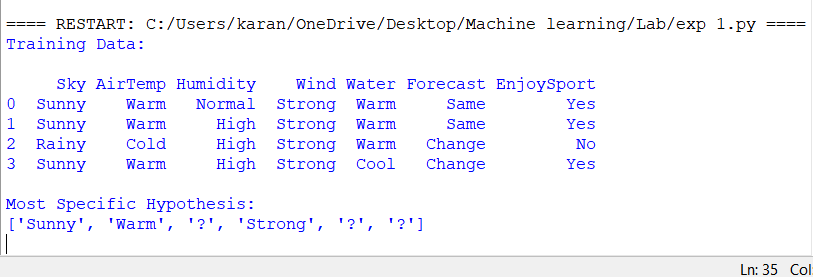 ==== RESTART: C:/Users/karan/OneDrive/Desktop/Machine learning/Lab/exp 1.py ====
Training Data:
Sky AirTemp Humidity Wind Water Forecast EnjoySport
0 Sunny Warm Normal Strong Warm Same Yes
1 Sunny Warm High Strong Warm Same Yes
2 Rainy Cold High Strong Warm Change No
3 Sunny Warm High Strong Cool Change Yes
Most Specific Hypothesis:
['Sunny', 'Warm', '?', 'Strong', '?', '?']
Ln: 35 Col